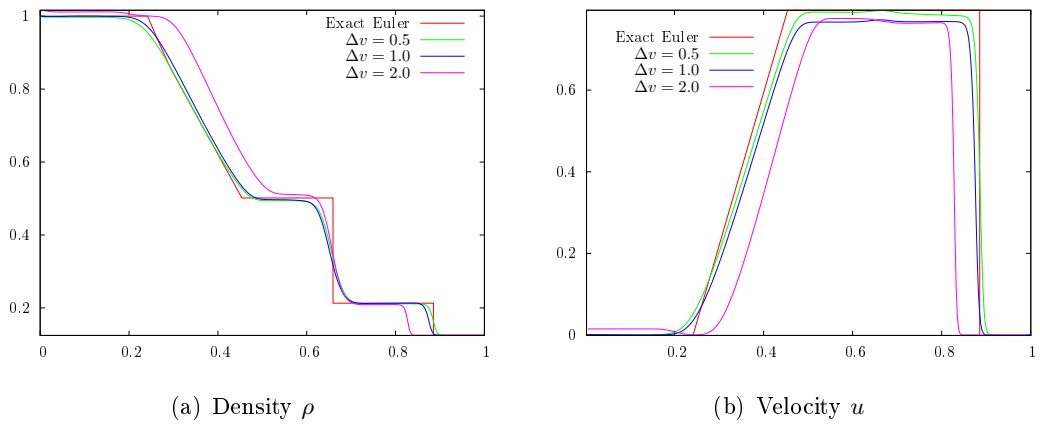 1
0.8
0.6
0.4
0.2
0
0.2
0.4
0.6
0.8
1
Exact Euler
Δv = 0.5
Δv = 1.0
Δv = 2.0
(a) Density ρ
0.6
0.4
0.2
0
0.2
0.4
0.6
0.8
1
Exact Euler
Δv = 0.5
Δv = 1.0
Δv = 2.0
(b) Velocity u